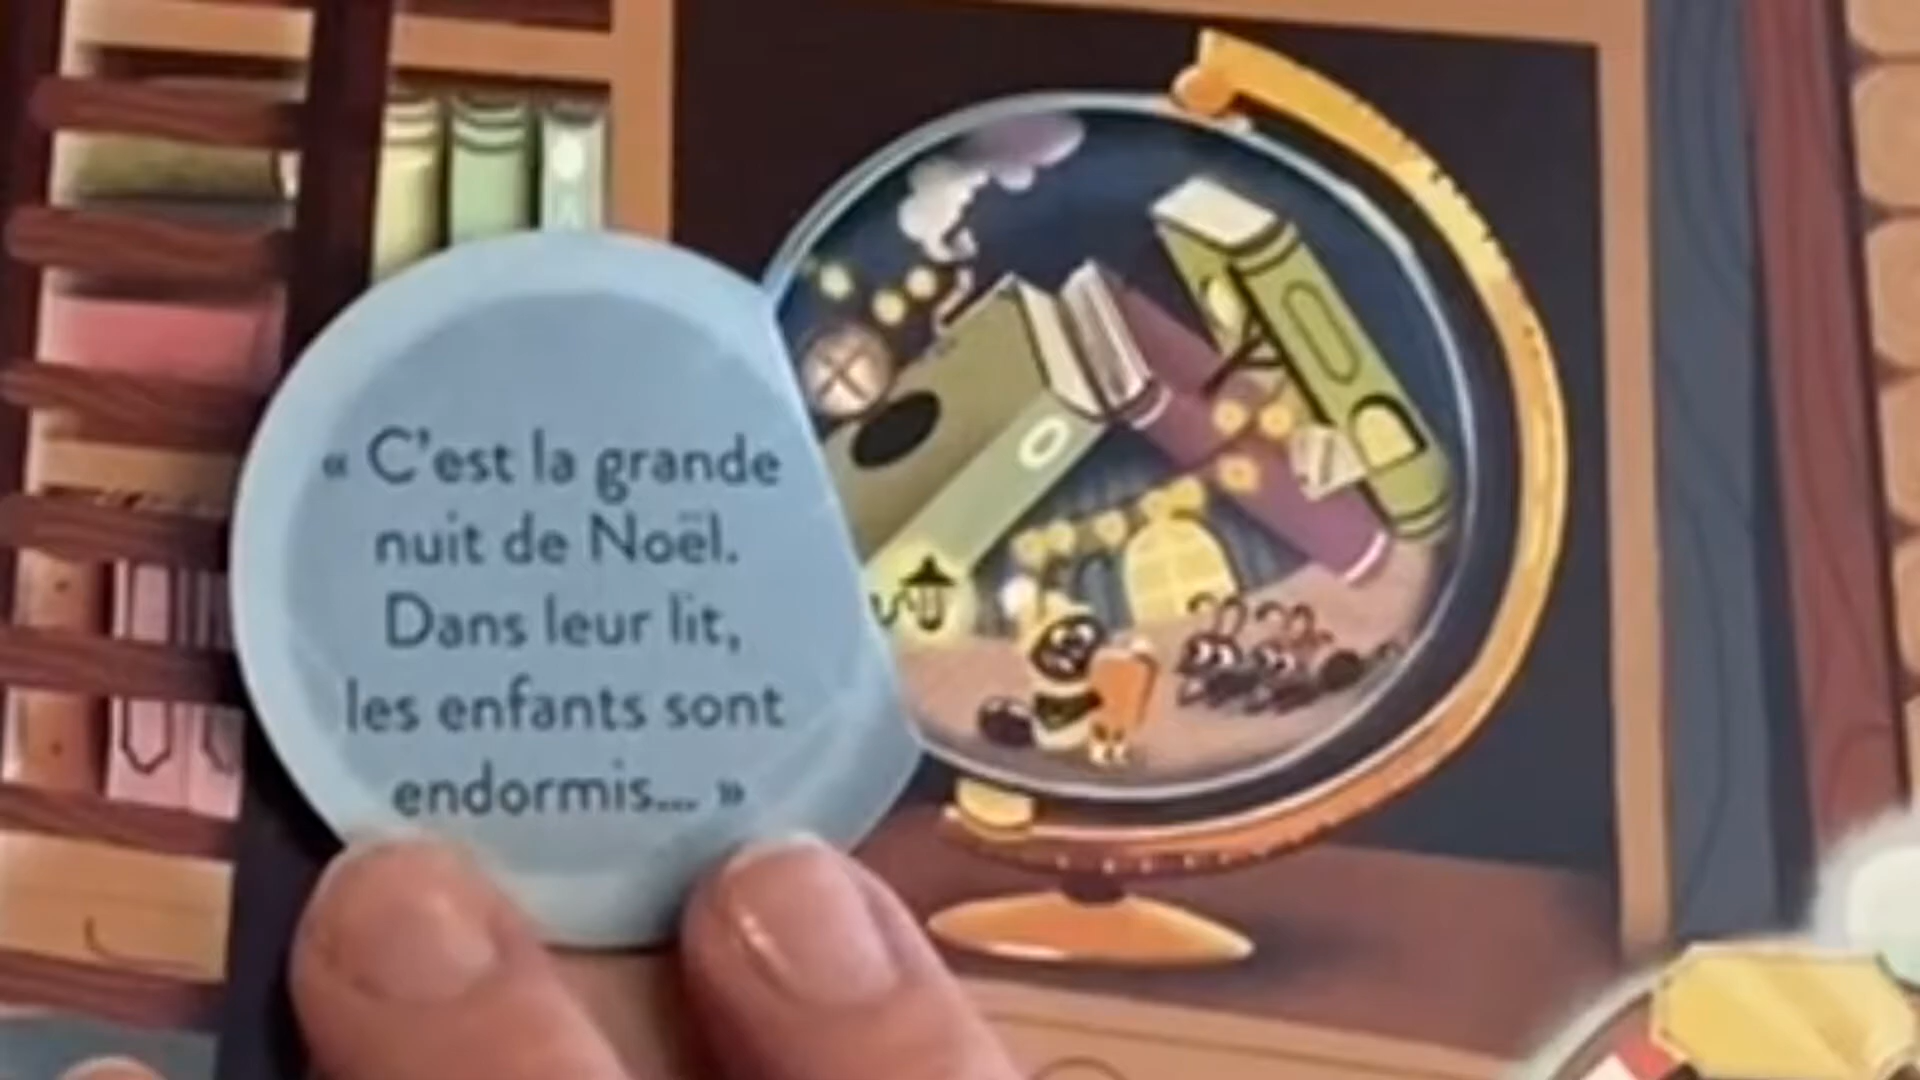 « C'est la grande
nuit de Noël.
Dans leur lit,
les enfants sont
endormis... »